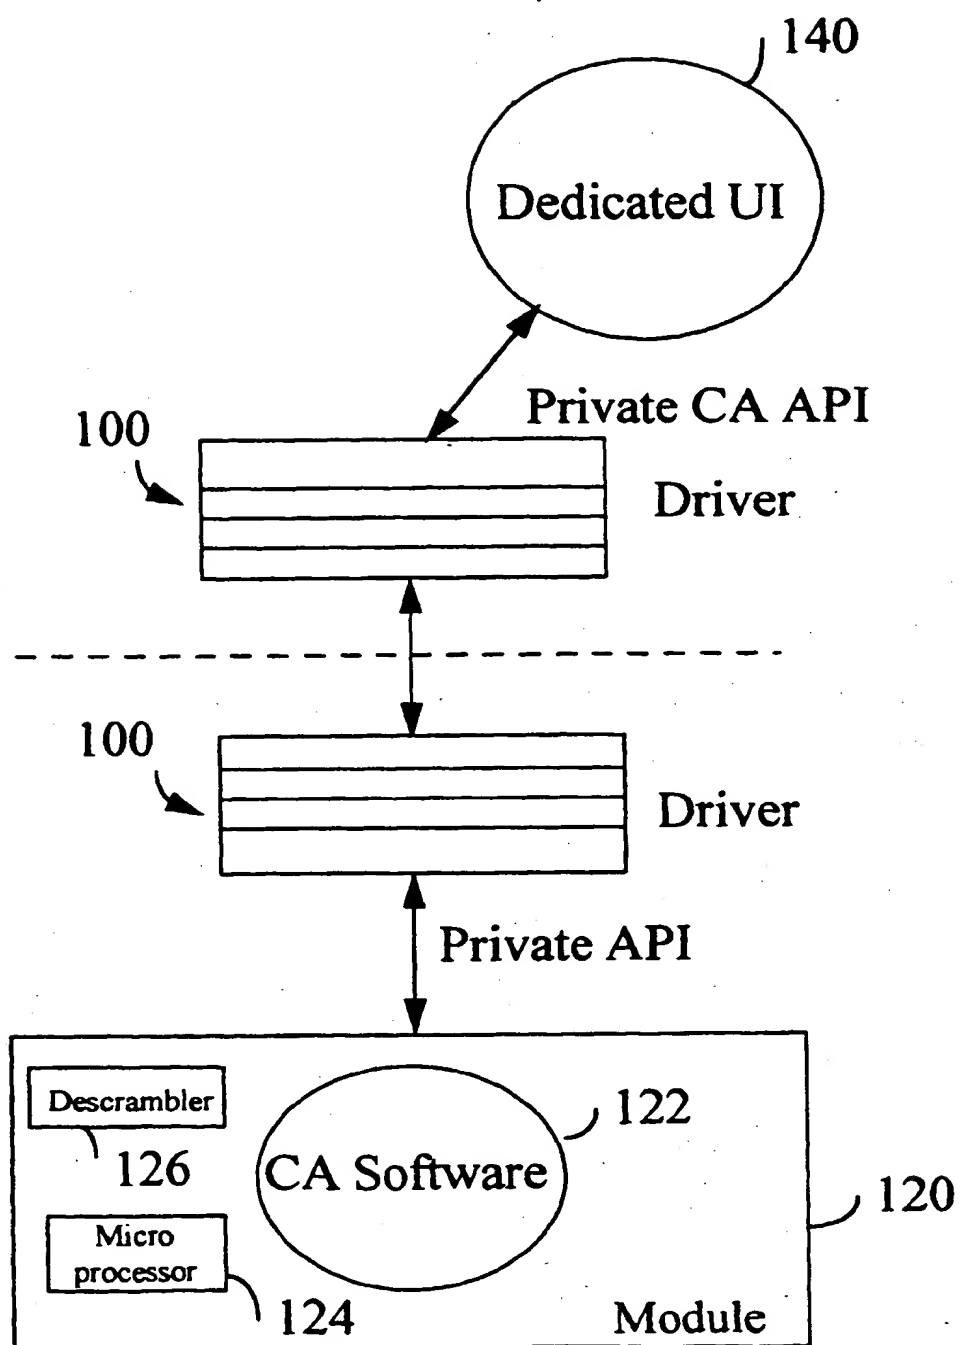 140
Dedicated UI
Private CA API
100
Driver
100
Driver
Private API
Descrambler
126
CA Software
122
120
Micro
processor
124
Module